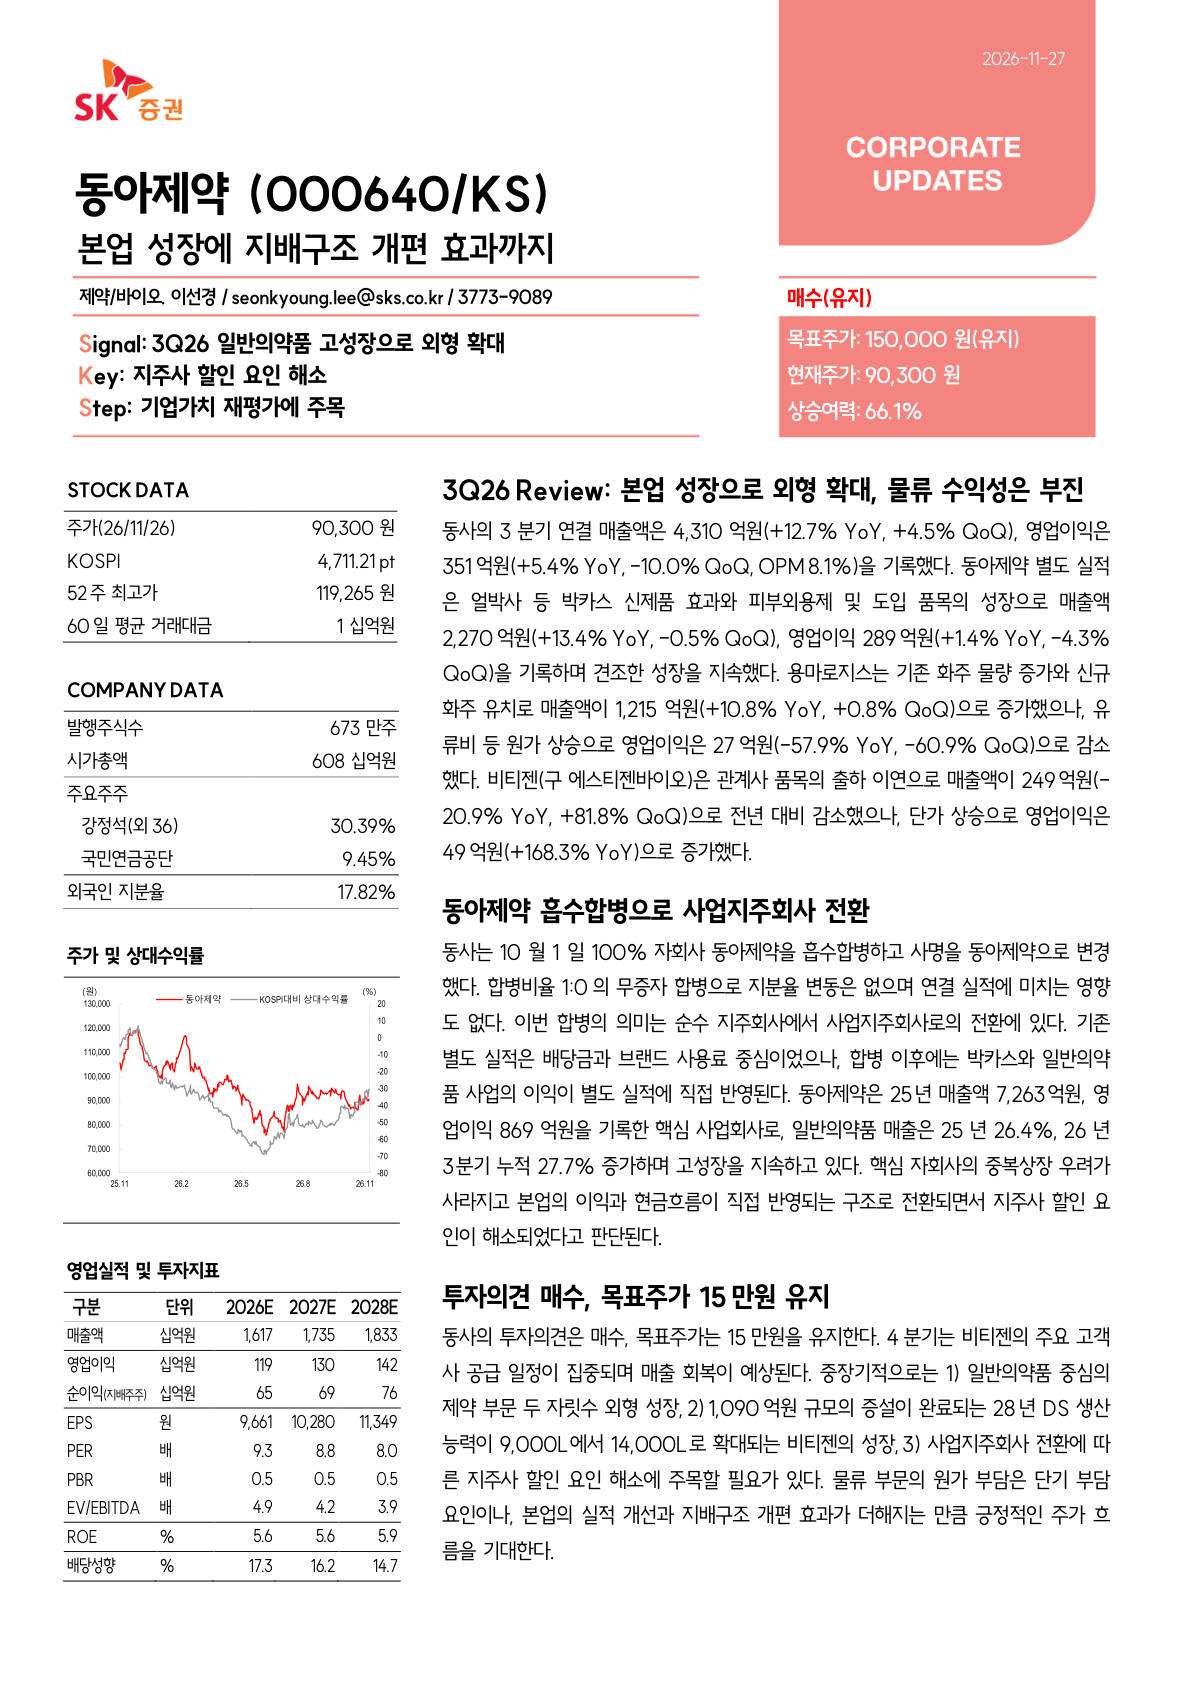 2026-11-27
SK 증권
CORPORATE
UPDATES
동아제약 (000640/KS)
본업 성장에 지배구조 개편 효과까지
제약/바이오. 이선경 / seonkyoung.lee@sks.co.kr / 3773-9089
Signal: 3Q26 일반의약품 고성장으로 외형 확대
Key: 지주사 할인 요인 해소
Step: 기업가치 재평가에 주목
매수(유지)
목표주가: 150,000 원(유지)
현재주가: 90,300 원
상승여력: 66.1%
STOCK DATA
주가(26/11/26) 90,300 원
KOSPI 4,711.21 pt
52 주 최고가 119,265 원
60 일 평균 거래대금 1 십억원
COMPANY DATA
발행주식수 673 만주
시가총액 608 십억원
주요주주
강정석(외 36) 30.39%
국민연금공단 9.45%
외국인 지분율 17.82%
주가 및 상대수익률
(원) 동아제약 KOSPI대비 상대수익률 (%)
130,000 20
120,000 10
110,000 0
100,000 -10
90,000 -20
80,000 -30
70,000 -40
60,000 -50
-60
-70
-80
25.11 26.2 26.5 26.8 26.11
영업실적 및 투자지표
구분 단위 2026E 2027E 2028E
매출액 십억원 1,617 1,735 1,833
영업이익 십억원 119 130 142
순이익(지배주주) 십억원 65 69 76
EPS 원 9,661 10,280 11,349
PER 배 9.3 8.8 8.0
PBR 배 0.5 0.5 0.5
EV/EBITDA 배 4.9 4.2 3.9
ROE % 5.6 5.6 5.9
배당성향 % 17.3 16.2 14.7
3Q26 Review: 본업 성장으로 외형 확대, 물류 수익성은 부진
동사의 3 분기 연결 매출액은 4,310 억원(+12.7% YoY, +4.5% QoQ), 영업이익은
351 억원(+5.4% YoY, -10.0% QoQ, OPM 8.1%)을 기록했다. 동아제약 별도 실적
은 얼박사 등 박카스 신제품 효과와 피부외용제 및 도입 품목의 성장으로 매출액
2,270 억원(+13.4% YoY, -0.5% QoQ), 영업이익 289 억원(+1.4% YoY, -4.3%
QoQ)을 기록하며 견조한 성장을 지속했다. 용마로지스는 기존 화주 물량 증가와 신규
화주 유치로 매출액이 1,215 억원(+10.8% YoY, +0.8% QoQ)으로 증가했으나, 유
류비 등 원가 상승으로 영업이익은 27 억원(-57.9% YoY, -60.9% QoQ)으로 감소
했다. 비티젠(구 에스티젠바이오)은 관계사 품목의 출하 이연으로 매출액이 249 억원(-
20.9% YoY, +81.8% QoQ)으로 전년 대비 감소했으나, 단가 상승으로 영업이익은
49 억원(+168.3% YoY)으로 증가했다.
동아제약 흡수합병으로 사업지주회사 전환
동사는 10 월 1 일 100% 자회사 동아제약을 흡수합병하고 사명을 동아제약으로 변경
했다. 합병비율 1:0 의 무증자 합병으로 지분율 변동은 없으며 연결 실적에 미치는 영향
도 없다. 이번 합병의 의미는 순수 지주회사에서 사업지주회사로의 전환에 있다. 기존
별도 실적은 배당금과 브랜드 사용료 중심이었으나, 합병 이후에는 박카스와 일반의약
품 사업의 이익이 별도 실적에 직접 반영된다. 동아제약은 25 년 매출액 7,263 억원, 영
업이익 869 억원을 기록한 핵심 사업회사로, 일반의약품 매출은 25 년 26.4%, 26 년
3 분기 누적 27.7% 증가하며 고성장을 지속하고 있다. 핵심 자회사의 중복상장 우려가
사라지고 본업의 이익과 현금흐름이 직접 반영되는 구조로 전환되면서 지주사 할인 요
인이 해소되었다고 판단된다.
투자의견 매수, 목표주가 15 만원 유지
동사의 투자의견은 매수, 목표주가는 15 만원을 유지한다. 4 분기는 비티젠의 주요 고객
사 공급 일정이 집중되며 매출 회복이 예상된다. 중장기적으로는 1) 일반의약품 중심의
제약 부문 두 자릿수 외형 성장, 2) 1,090 억원 규모의 증설이 완료되는 28 년 DS 생산
능력이 9,000L 에서 14,000L 로 확대되는 비티젠의 성장, 3) 사업지주회사 전환에 따
른 지주사 할인 요인 해소에 주목할 필요가 있다. 물류 부문의 원가 부담은 단기 부담
요인이나, 본업의 실적 개선과 지배구조 개편 효과가 더해지는 만큼 긍정적인 주가 흐
름을 기대한다.